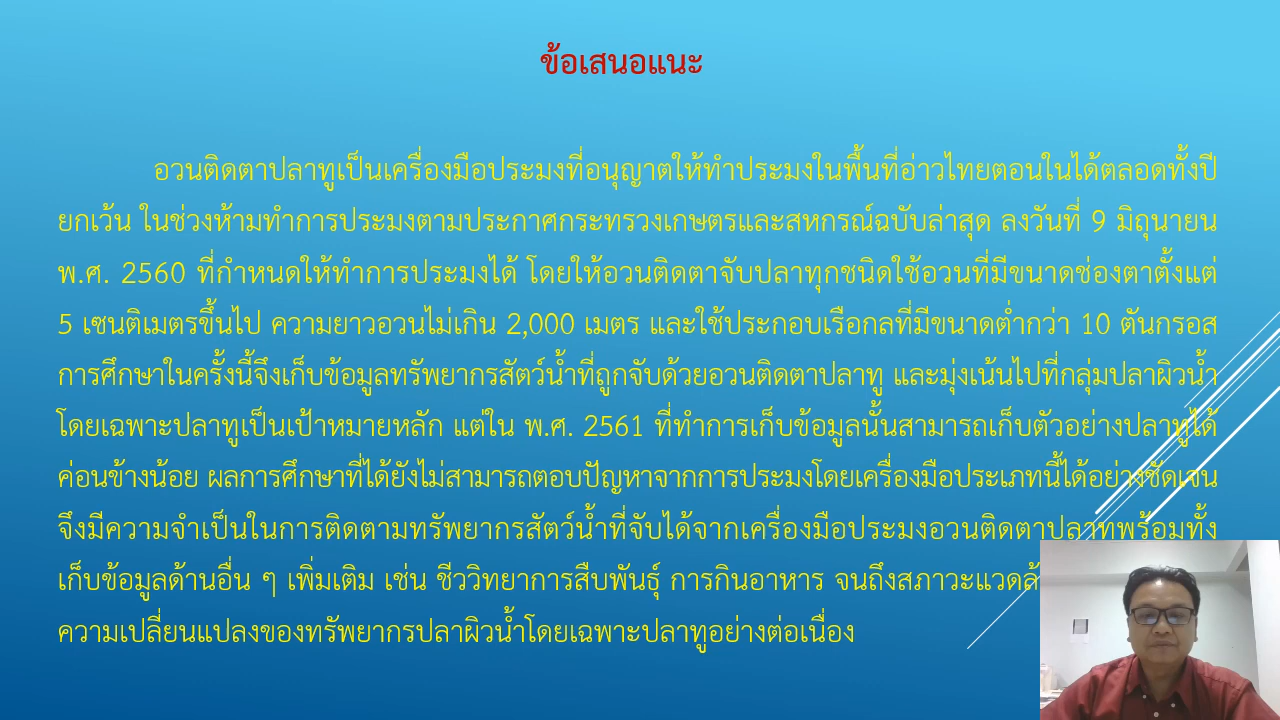 ข้อเสนอแนะ
อวนติดตาปลาทูเป็นเครื่องมือประมงที่อนุญาตให้ทำประมงในพื้นที่อ่าวไทยตอนในได้ตลอดทั้งปี
ยกเว้น ในช่วงห้ามทำการประมงตามประกาศกระทรวงเกษตรและสหกรณ์ฉบับล่าสุด ลงวันที่ 9 มิถุนายน
พ.ศ. 2560 ที่กำหนดให้ทำการประมงได้ โดยให้อวนติดตาจับปลาทุกชนิดใช้อวนที่มีขนาดช่องตาตั้งแต่
5 เซนติเมตรขึ้นไป ความยาวอวนไม่เกิน 2,000 เมตร และใช้ประกอบเรือกลที่มีขนาดต่ำกว่า 10 ตันกรอส
การศึกษาในครั้งนี้จึงเก็บข้อมูลทรัพยากรสัตว์น้ำที่ถูกจับด้วยอวนติดตาปลาทู และมุ่งเน้นไปที่กลุ่มปลาผิวน้ำ
โดยเฉพาะปลาทูเป็นเป้าหมายหลัก แต่ใน พ.ศ. 2561 ที่ทำการเก็บข้อมูลนั้นสามารถเก็บตัวอย่างปลาทูได้
ค่อนข้างน้อย ผลการศึกษาที่ได้ยังไม่สามารถตอบปัญหาจากการประมงโดยเครื่องมือประเภทนี้ได้อย่างชัดเจน
จึงมีความจำเป็นในการติดตามทรัพยากรสัตว์น้ำที่จับได้จากเครื่องมือประมงอวนติดตาปลาทูพร้อมทั้ง
เก็บข้อมูลด้านอื่น ๆ เพิ่มเติม เช่น ชีววิทยาการสืบพันธุ์ การกินอาหาร จนถึงสภาวะแวดล้
ความเปลี่ยนแปลงของทรัพยากรปลาผิวน้ำโดยเฉพาะปลาทูอย่างต่อเนื่อง